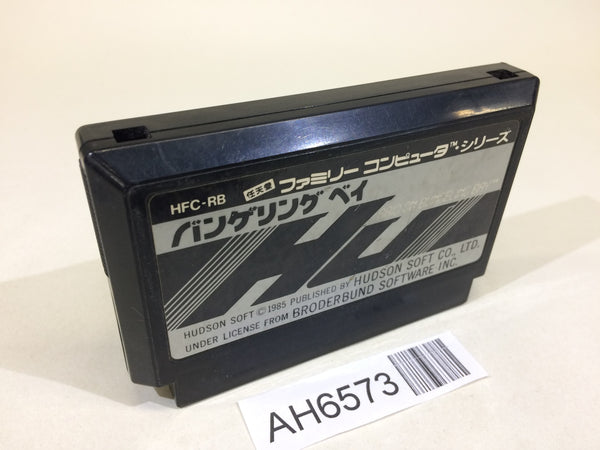 HFC-RB 任天堂 ファミリー コンピュータ™シリーズ
バンゲリング ベイ
HU
HUDSON SOFT © 1985 PUBLISHED BY HUDSON SOFT CO., LTD.
UNDER LICENSE FROM BRODERBUND SOFTWARE INC.
AH6573